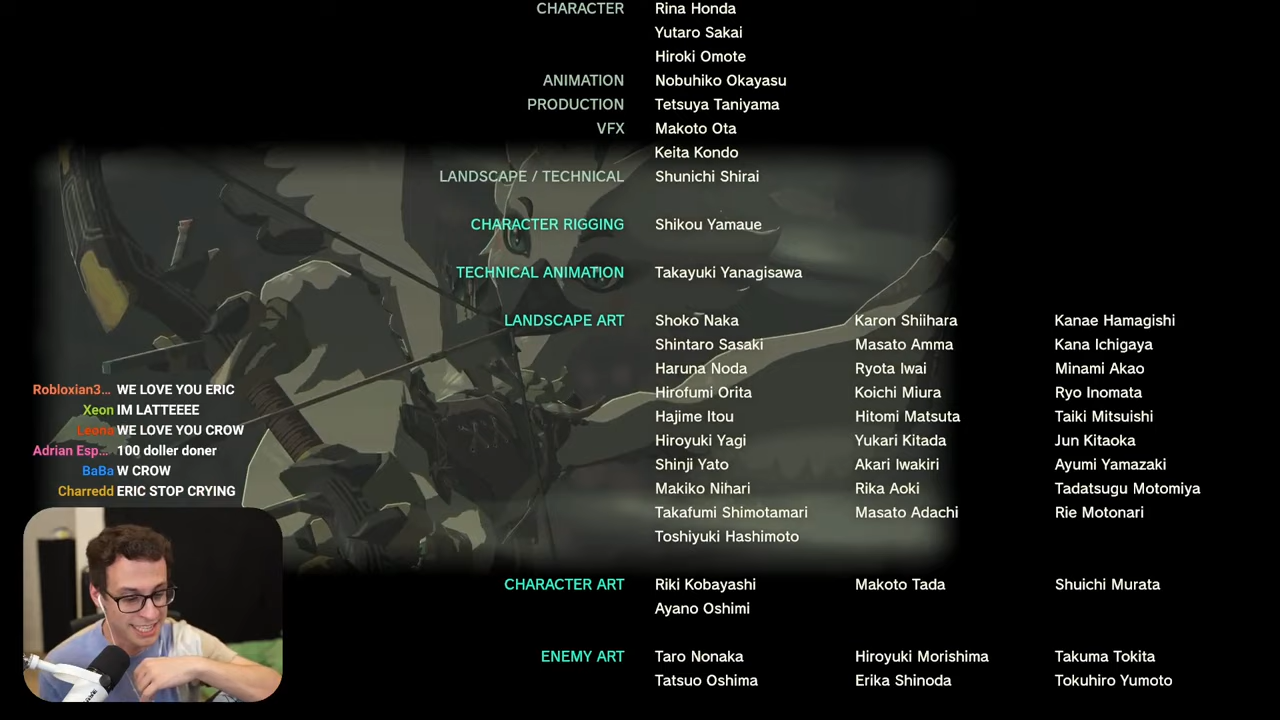 CHARACTER Rina Honda
Yutaro Sakai
Hiroki Omote
ANIMATION Nobuhiko Okayasu
PRODUCTION Tetsuya Taniyama
VFX Makoto Ota
Keita Kondo
LANDSCAPE / TECHNICAL Shunichi Shirai
CHARACTER RIGGING Shikou Yamaue
TECHNICAL ANIMATION Takayuki Yanagisawa
LANDSCAPE ART Shoko Naka Karon Shiihara Kanae Hamagishi
Shintaro Sasaki Masato Amma Kana Ichigaya
Haruna Noda Ryota Iwai Minami Akao
Hirofumi Orita Koichi Miura Ryo Inomata
Hajime Itou Hitomi Matsuta Taiki Mitsuishi
Hiroyuki Yagi Yukari Kitada Jun Kitaoka
Shinji Yato Akari Iwakiri Ayumi Yamazaki
Makiko Nihari Rika Aoki Tadatsugu Motomiya
Takafumi Shimotamari Masato Adachi Rie Motonari
Toshiyuki Hashimoto
CHARACTER ART Riki Kobayashi Makoto Tada Shuichi Murata
Ayano Oshimi
ENEMY ART Taro Nonaka Hiroyuki Morishima Takuma Tokita
Tatsuo Oshima Erika Shinoda Tokuhiro Yumoto
Robloxian3... WE LOVE YOU ERIC
Xeon IM LATTEEEE
Leona WE LOVE YOU CROW
Adrian Esp... 100 doller doner
BaBa W CROW
Charredd ERIC STOP CRYING